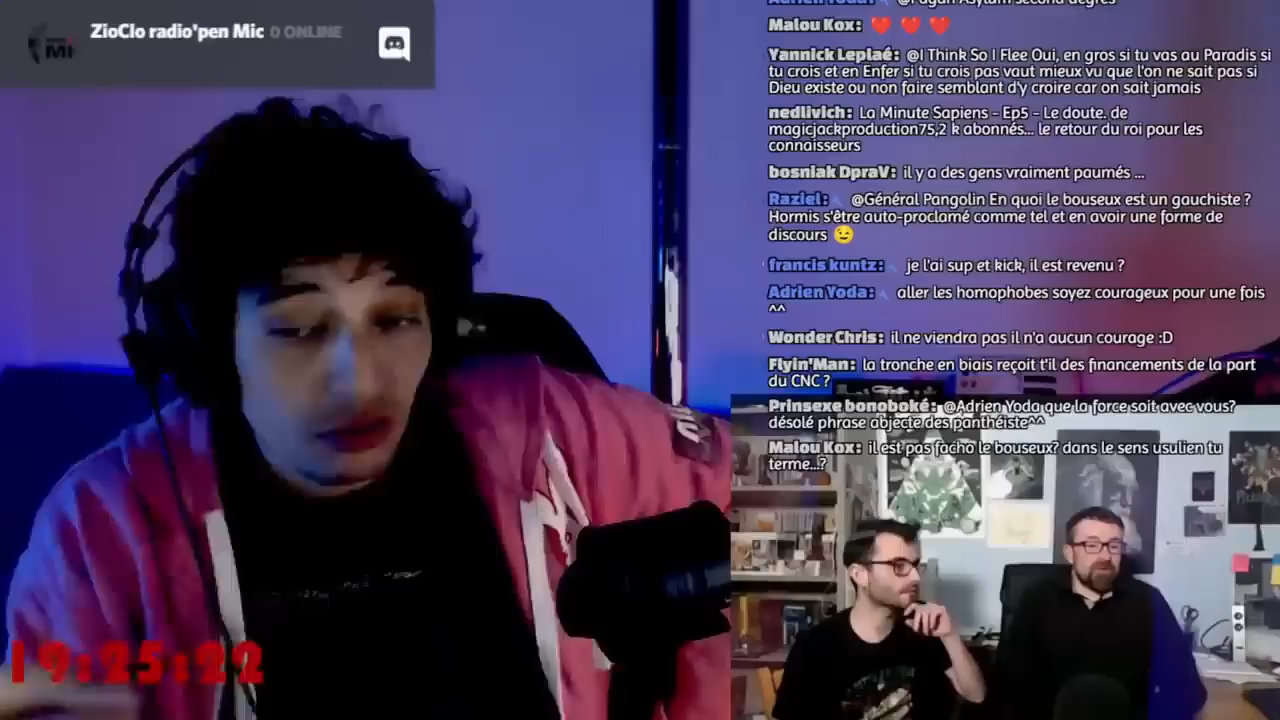 ZioClo radio'pen Mic 0 ONLINE
Mi
Adrien Yoda: @Pagan Asylum second degrés
Malou Kox: ❤️ ❤️ ❤️
Yannick Leplaé: @I Think So I Flee Oui, en gros si tu vas au Paradis si
tu crois et en Enfer si tu crois pas vaut mieux vu que l'on ne sait pas si
Dieu existe ou non faire semblant d'y croire car on sait jamais
nedlivich: La Minute Sapiens - Ep5 - Le doute. de
magicjackproduction75,2 k abonnés... le retour du roi pour les
connaisseurs
bosniak DpraV: il y a des gens vraiment paumés ...
Raziel: @Général Pangolin En quoi le bouseux est un gauchiste ?
Hormis s'être auto-proclamé comme tel et en avoir une forme de
discours 😉
francis kuntz: je l'ai sup et kick, il est revenu ?
Adrien Yoda: aller les homophobes soyez courageux pour une fois
^^
Wonder Chris: il ne viendra pas il n'a aucun courage :D
Flyin'Man: la tronche en biais reçoit t'il des financements de la part
du CNC ?
Prinsexe bonoboké: @Adrien Yoda que la force soit avec vous?
désolé phrase abjecte des panthéiste^^
Malou Kox: il est pas facho le bouseux? dans le sens usulien tu
terme...?
19:25:22